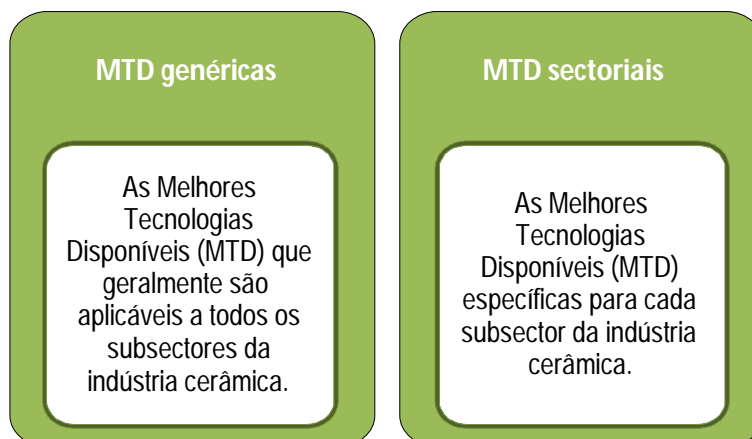 MTD genéricas
As Melhores
Tecnologias
Disponíveis (MTD) que
geralmente são
aplicáveis a todos os
subsectores da
indústria cerâmica.
MTD sectoriais
As Melhores
Tecnologias
Disponíveis (MTD)
específicas para cada
subsector da indústria
cerâmica.